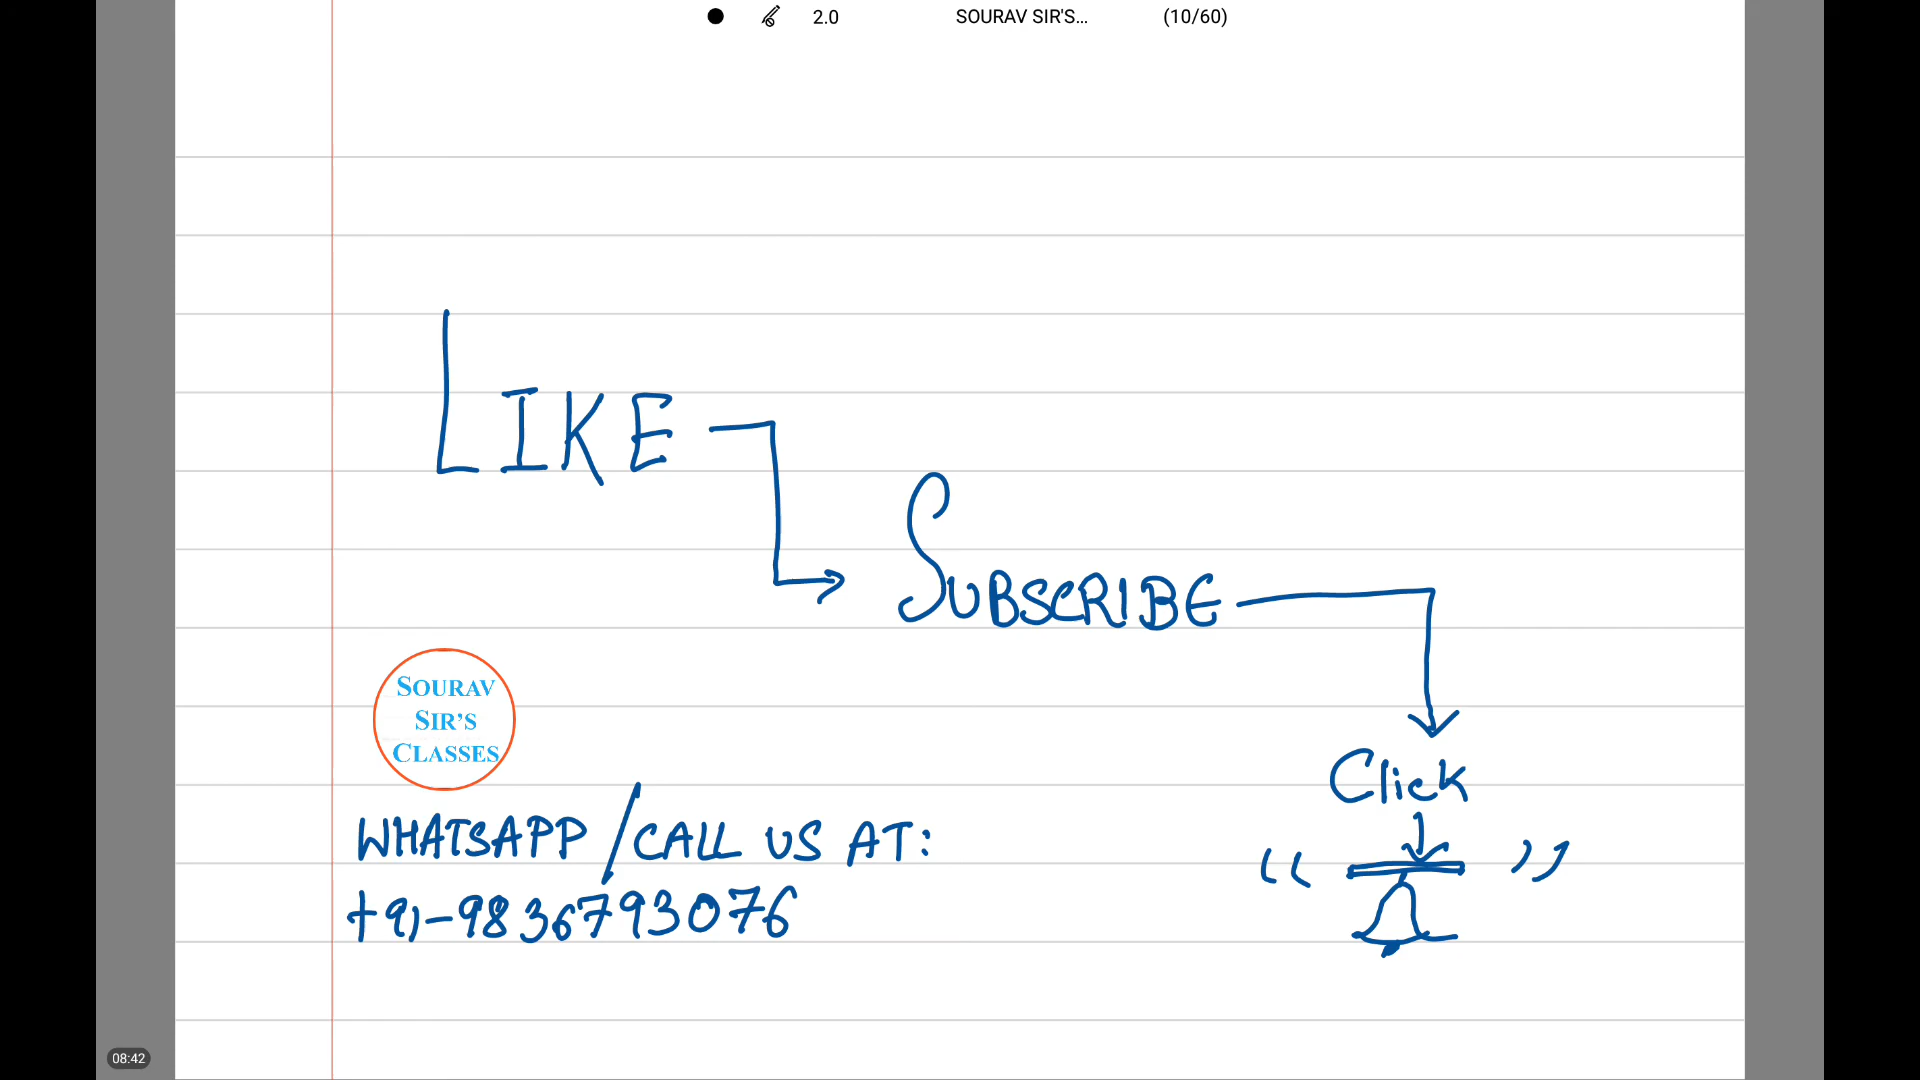 2.0 SOURAV SIR'S... (10/60)
LIKE
SUBSCRIBE
SOURAV
SIR'S
CLASSES
Click
WHATSAPP/CALL US AT:
“ ”
+91-9836793076
08:42